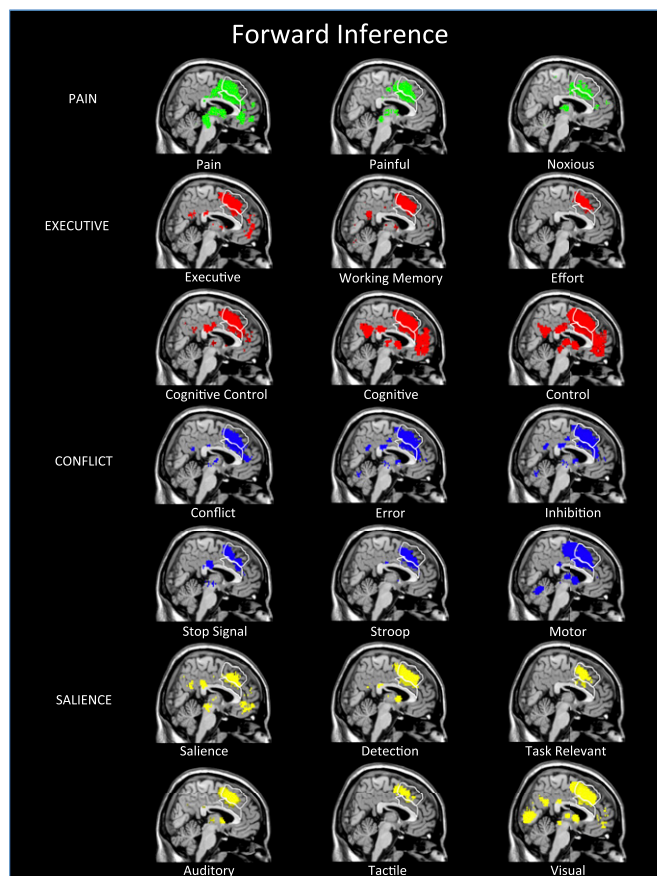 Forward Inference
PAIN
Pain Painful Noxious
EXECUTIVE
Executive Working Memory Effort
Cognitive Control Cognitive Control
CONFLICT
Conflict Error Inhibition
Stop Signal Stroop Motor
SALIENCE
Salience Detection Task Relevant
Auditory Tactile Visual